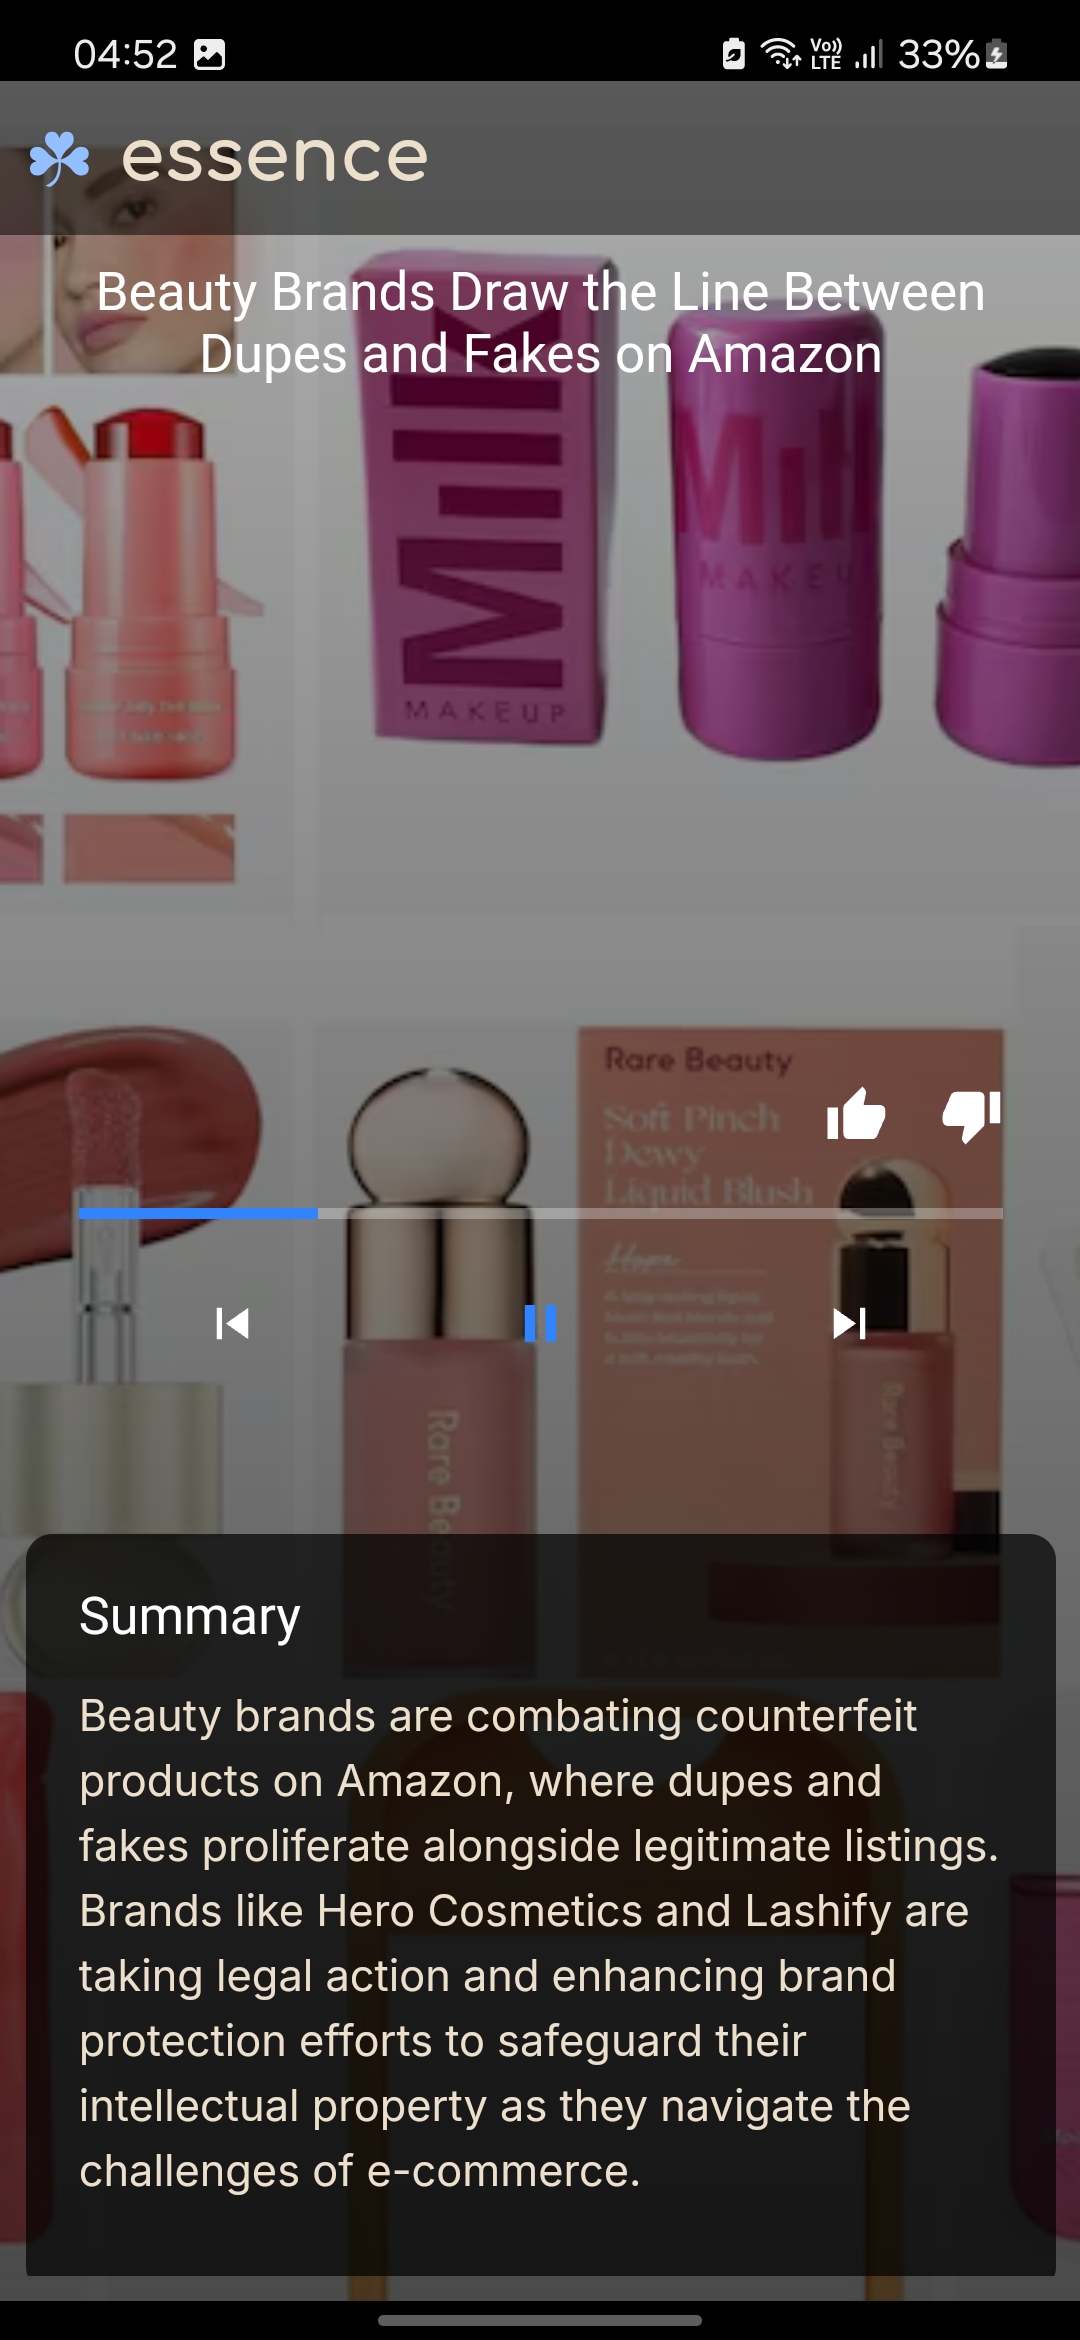 04:52
Vo)) LTE
33%
essence
Beauty Brands Draw the Line Between
Dupes and Fakes on Amazon
Milk
MAKEUP
Milk
MAKEU
Rare Beauty
Soft Pinch
Dewy
Liquid Blush
Hope
Rare Beauty
Rare Beauty
Summary
Beauty brands are combating counterfeit
products on Amazon, where dupes and
fakes proliferate alongside legitimate listings.
Brands like Hero Cosmetics and Lashify are
taking legal action and enhancing brand
protection efforts to safeguard their
intellectual property as they navigate the
challenges of e-commerce.